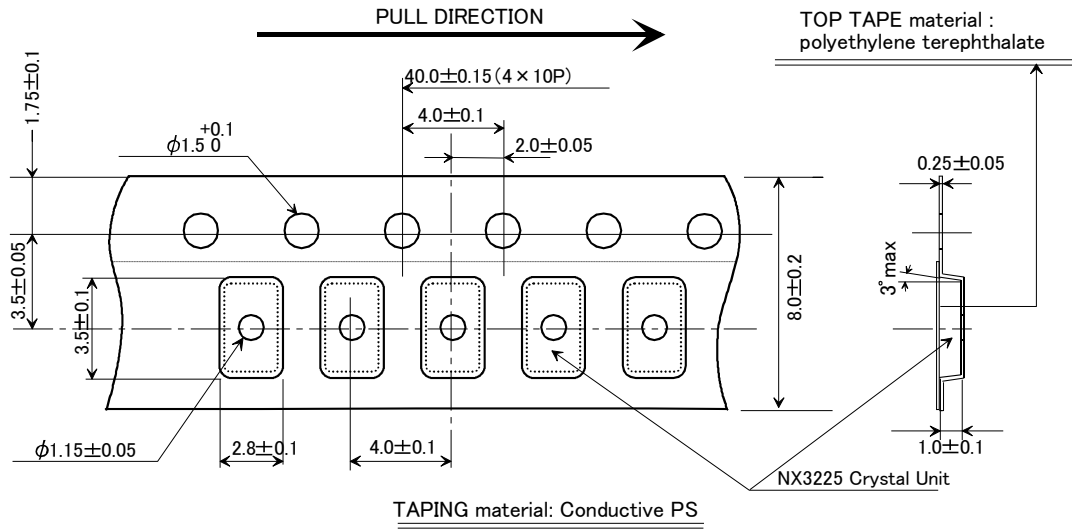 PULL DIRECTION
TOP TAPE material :
polyethylene terephthalate
1.75±0.1
40.0±0.15(4×10P)
4.0±0.1
+0.1
φ1.5 0
2.0±0.05
0.25±0.05
3.5±0.05
3.5±0.1
8.0±0.2
3°max
φ1.15±0.05
2.8±0.1
4.0±0.1
1.0±0.1
NX3225 Crystal Unit
TAPING material: Conductive PS